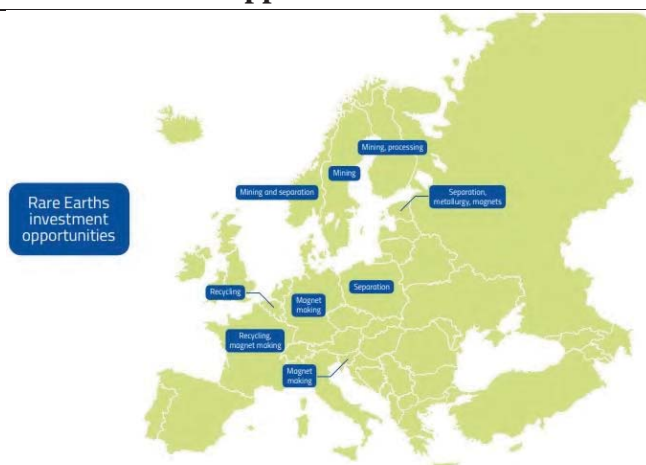 Rare Earths
investment
opportunities
Mining, processing
Mining
Mining and separation
Separation,
metallurgy, magnets
Recycling
Magnet
making
Separation
Recycling,
magnet making
Magnet
making